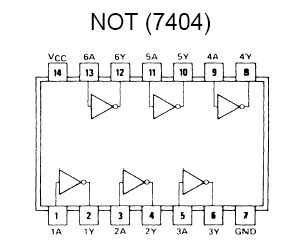 NOT (7404)
VCC 6A 6Y 5A 5Y 4A 4Y
14 13 12 11 10 9 8
1 2 3 4 5 6 7
1A 1Y 2A 2Y 3A 3Y GND